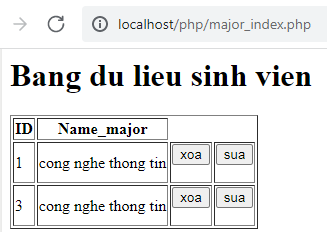 localhost/php/major_index.php
Bang du lieu sinh vien
ID Name_major
1 cong nghe thong tin xoa sua
3 cong nghe thong tin xoa sua